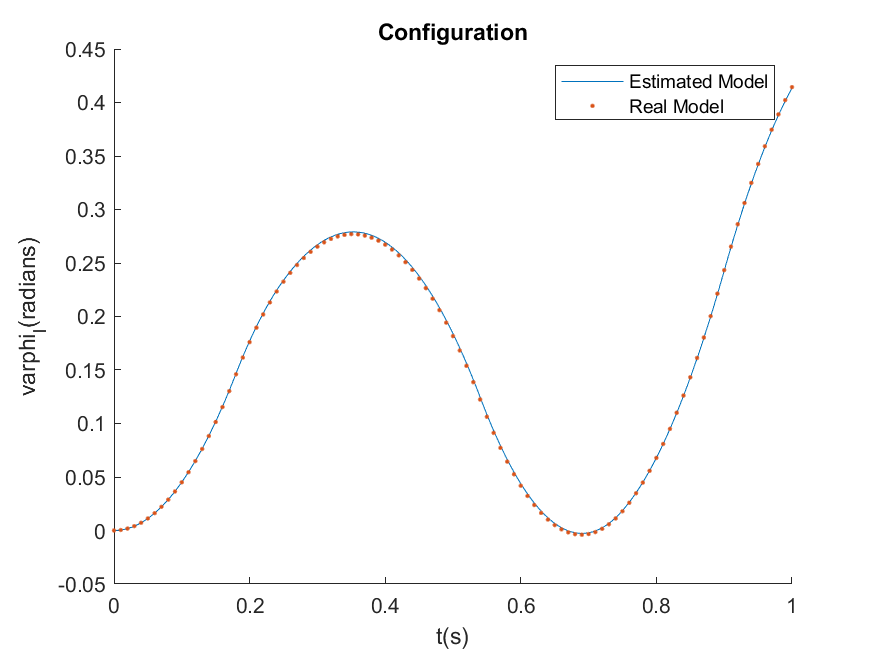 Configuration
Estimated Model
Real Model
0.45
0.4
0.35
0.3
0.25
0.2
0.15
0.1
0.05
0
-0.05
varphi_l(radians)
0 0.2 0.4 0.6 0.8 1
t(s)